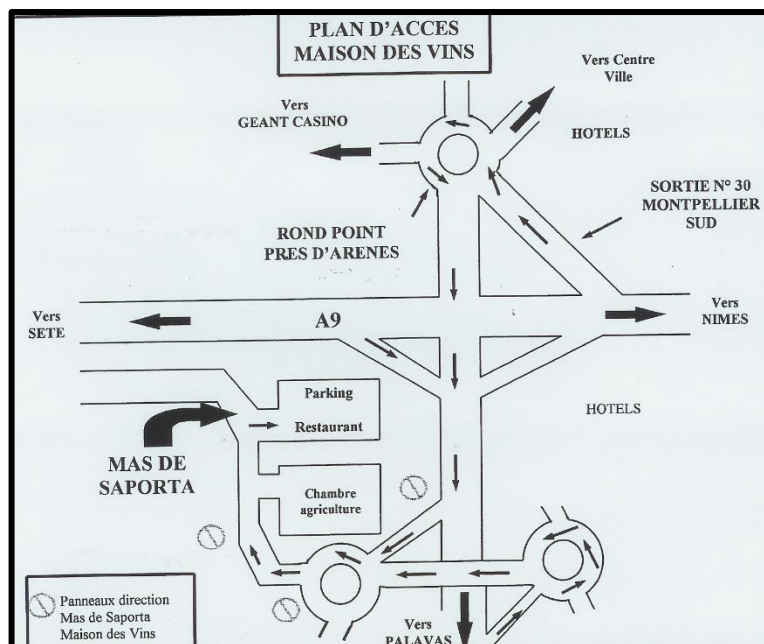 PLAN D'ACCES
MAISON DES VINS
Vers Centre
Ville
Vers
GEANT CASINO
HOTELS
SORTIE N° 30
MONTPELLIER
SUD
ROND POINT
PRES D'ARENES
Vers
SETE
A9
Vers
NIMES
Parking
Restaurant
HOTELS
MAS DE
SAPORTA
Chambre
agriculture
Panneaux direction
Mas de Saporta
Maison des Vins
Vers
PALAVAS